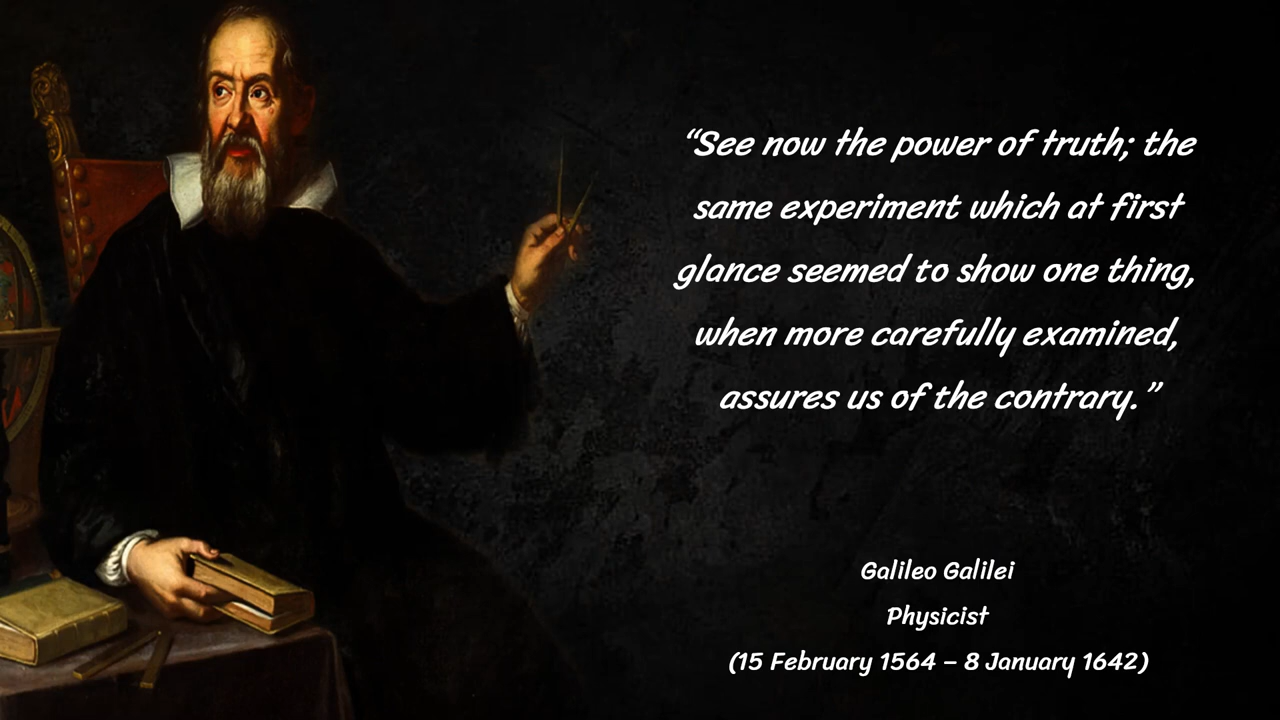 “See now the power of truth; the
same experiment which at first
glance seemed to show one thing,
when more carefully examined,
assures us of the contrary.”
Galileo Galilei
Physicist
(15 February 1564 – 8 January 1642)